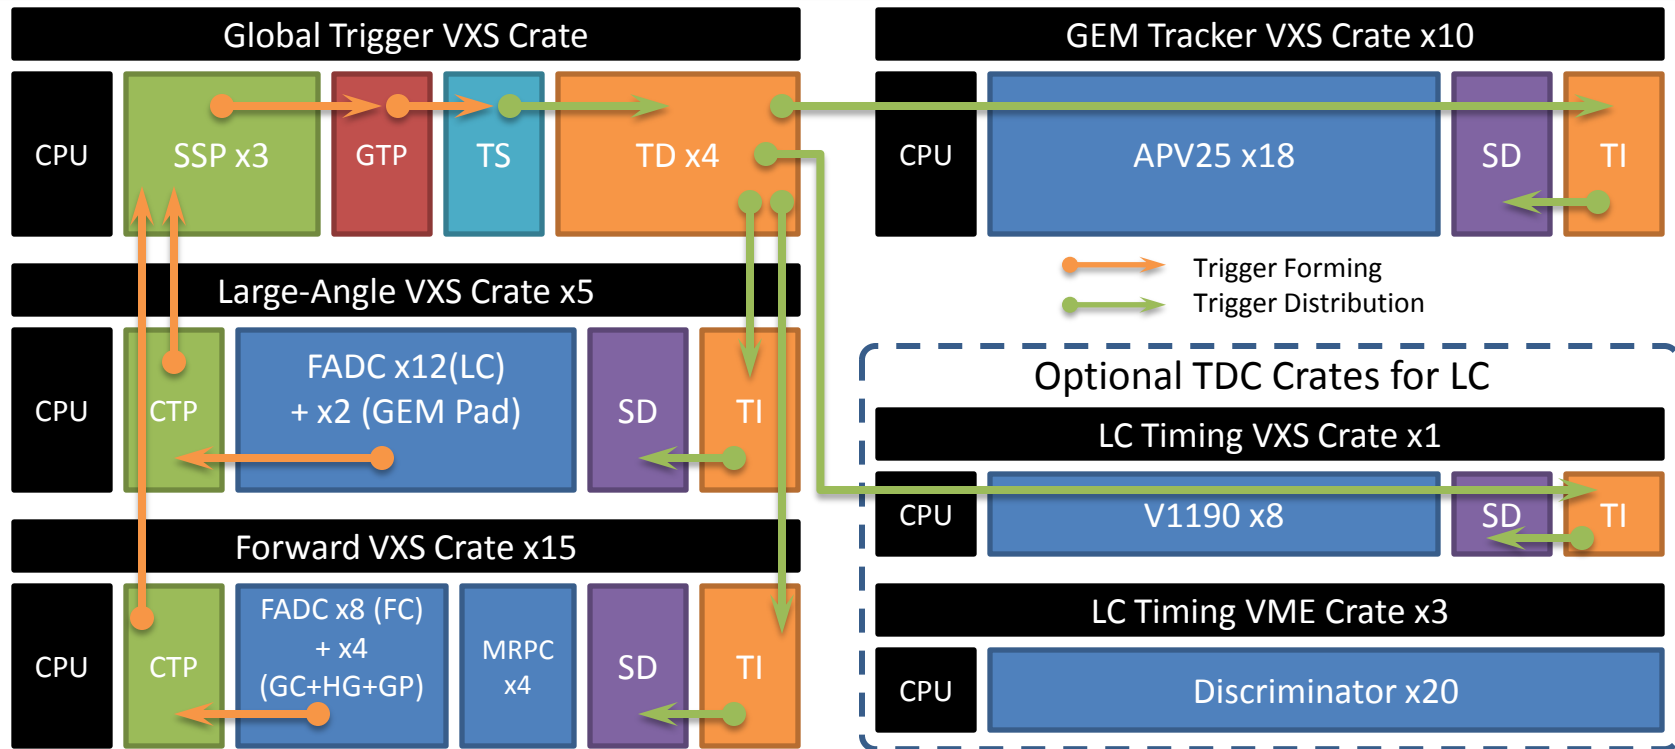 Global Trigger VXS Crate
CPU
SSP x3
GTP
TS
TD x4
Large-Angle VXS Crate x5
CPU
CTP
FADC x12(LC)
+ x2 (GEM Pad)
SD
TI
Forward VXS Crate x15
CPU
CTP
FADC x8 (FC)
+ x4
(GC+HG+GP)
MRPC
x4
SD
TI
GEM Tracker VXS Crate x10
CPU
APV25 x18
SD
TI
Trigger Forming
Trigger Distribution
Optional TDC Crates for LC
LC Timing VXS Crate x1
CPU
V1190 x8
SD
TI
LC Timing VME Crate x3
CPU
Discriminator x20